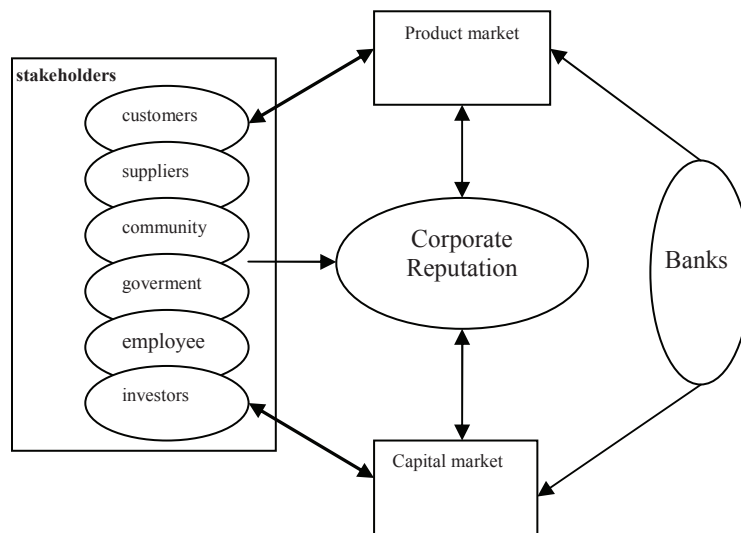 Product market
stakeholders
customers
suppliers
community
goverment
employee
investors
Corporate
Reputation
Banks
Capital market